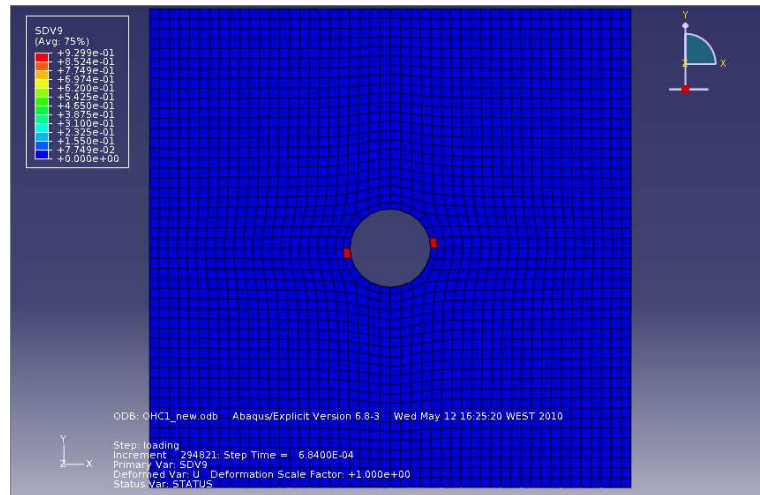 SDV9
(Avg: 75%)
+9.299e-01
+8.524e-01
+7.749e-01
+6.974e-01
+6.200e-01
+5.425e-01
+4.650e-01
+3.875e-01
+3.100e-01
+2.325e-01
+1.550e-01
+7.749e-02
+0.000e+00
Y
Z X
ODB: OHC1_new.odb Abaqus/Explicit Version 6.8-3 Wed May 12 16:25:20 WEST 2010
Y
Z X
Step: loading
Increment 294821: Step Time = 6.8400E-04
Primary Var: SDV9
Deformed Var: U Deformation Scale Factor: +1.000e+00
Status Var: STATUS